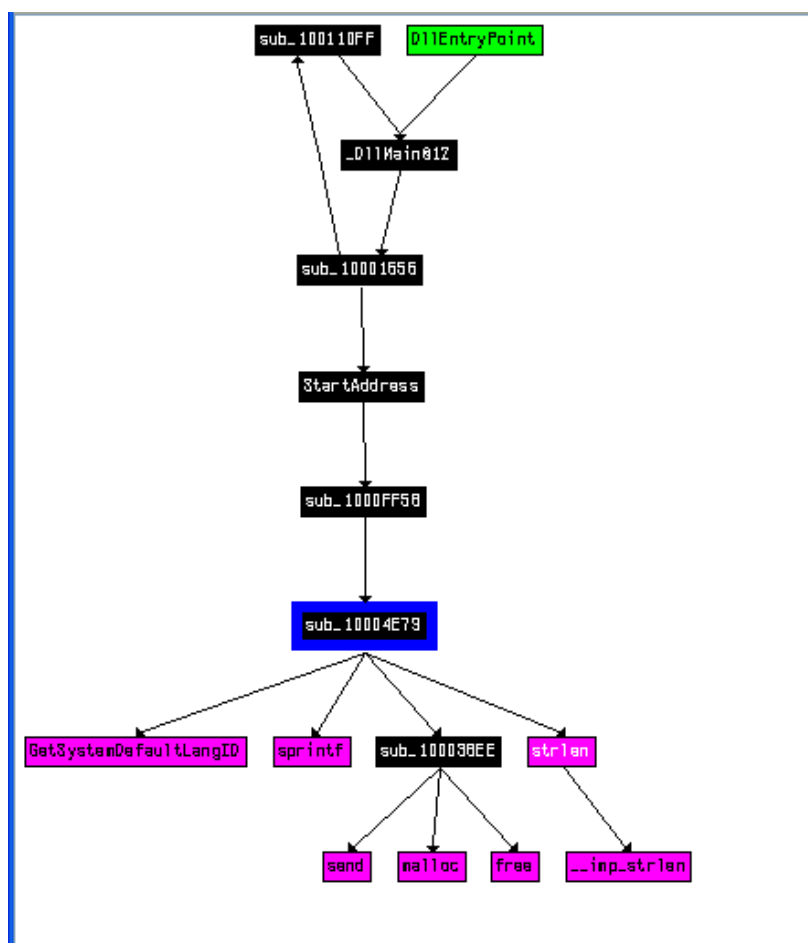 sub_100110FF
DllEntryPoint
_DllMain@12
sub_10001656
StartAddress
sub_1000FF58
sub_10004E79
GetSystemDefaultLangID
sprintf
sub_100038EE
strlen
send
malloc
free
__imp_strlen